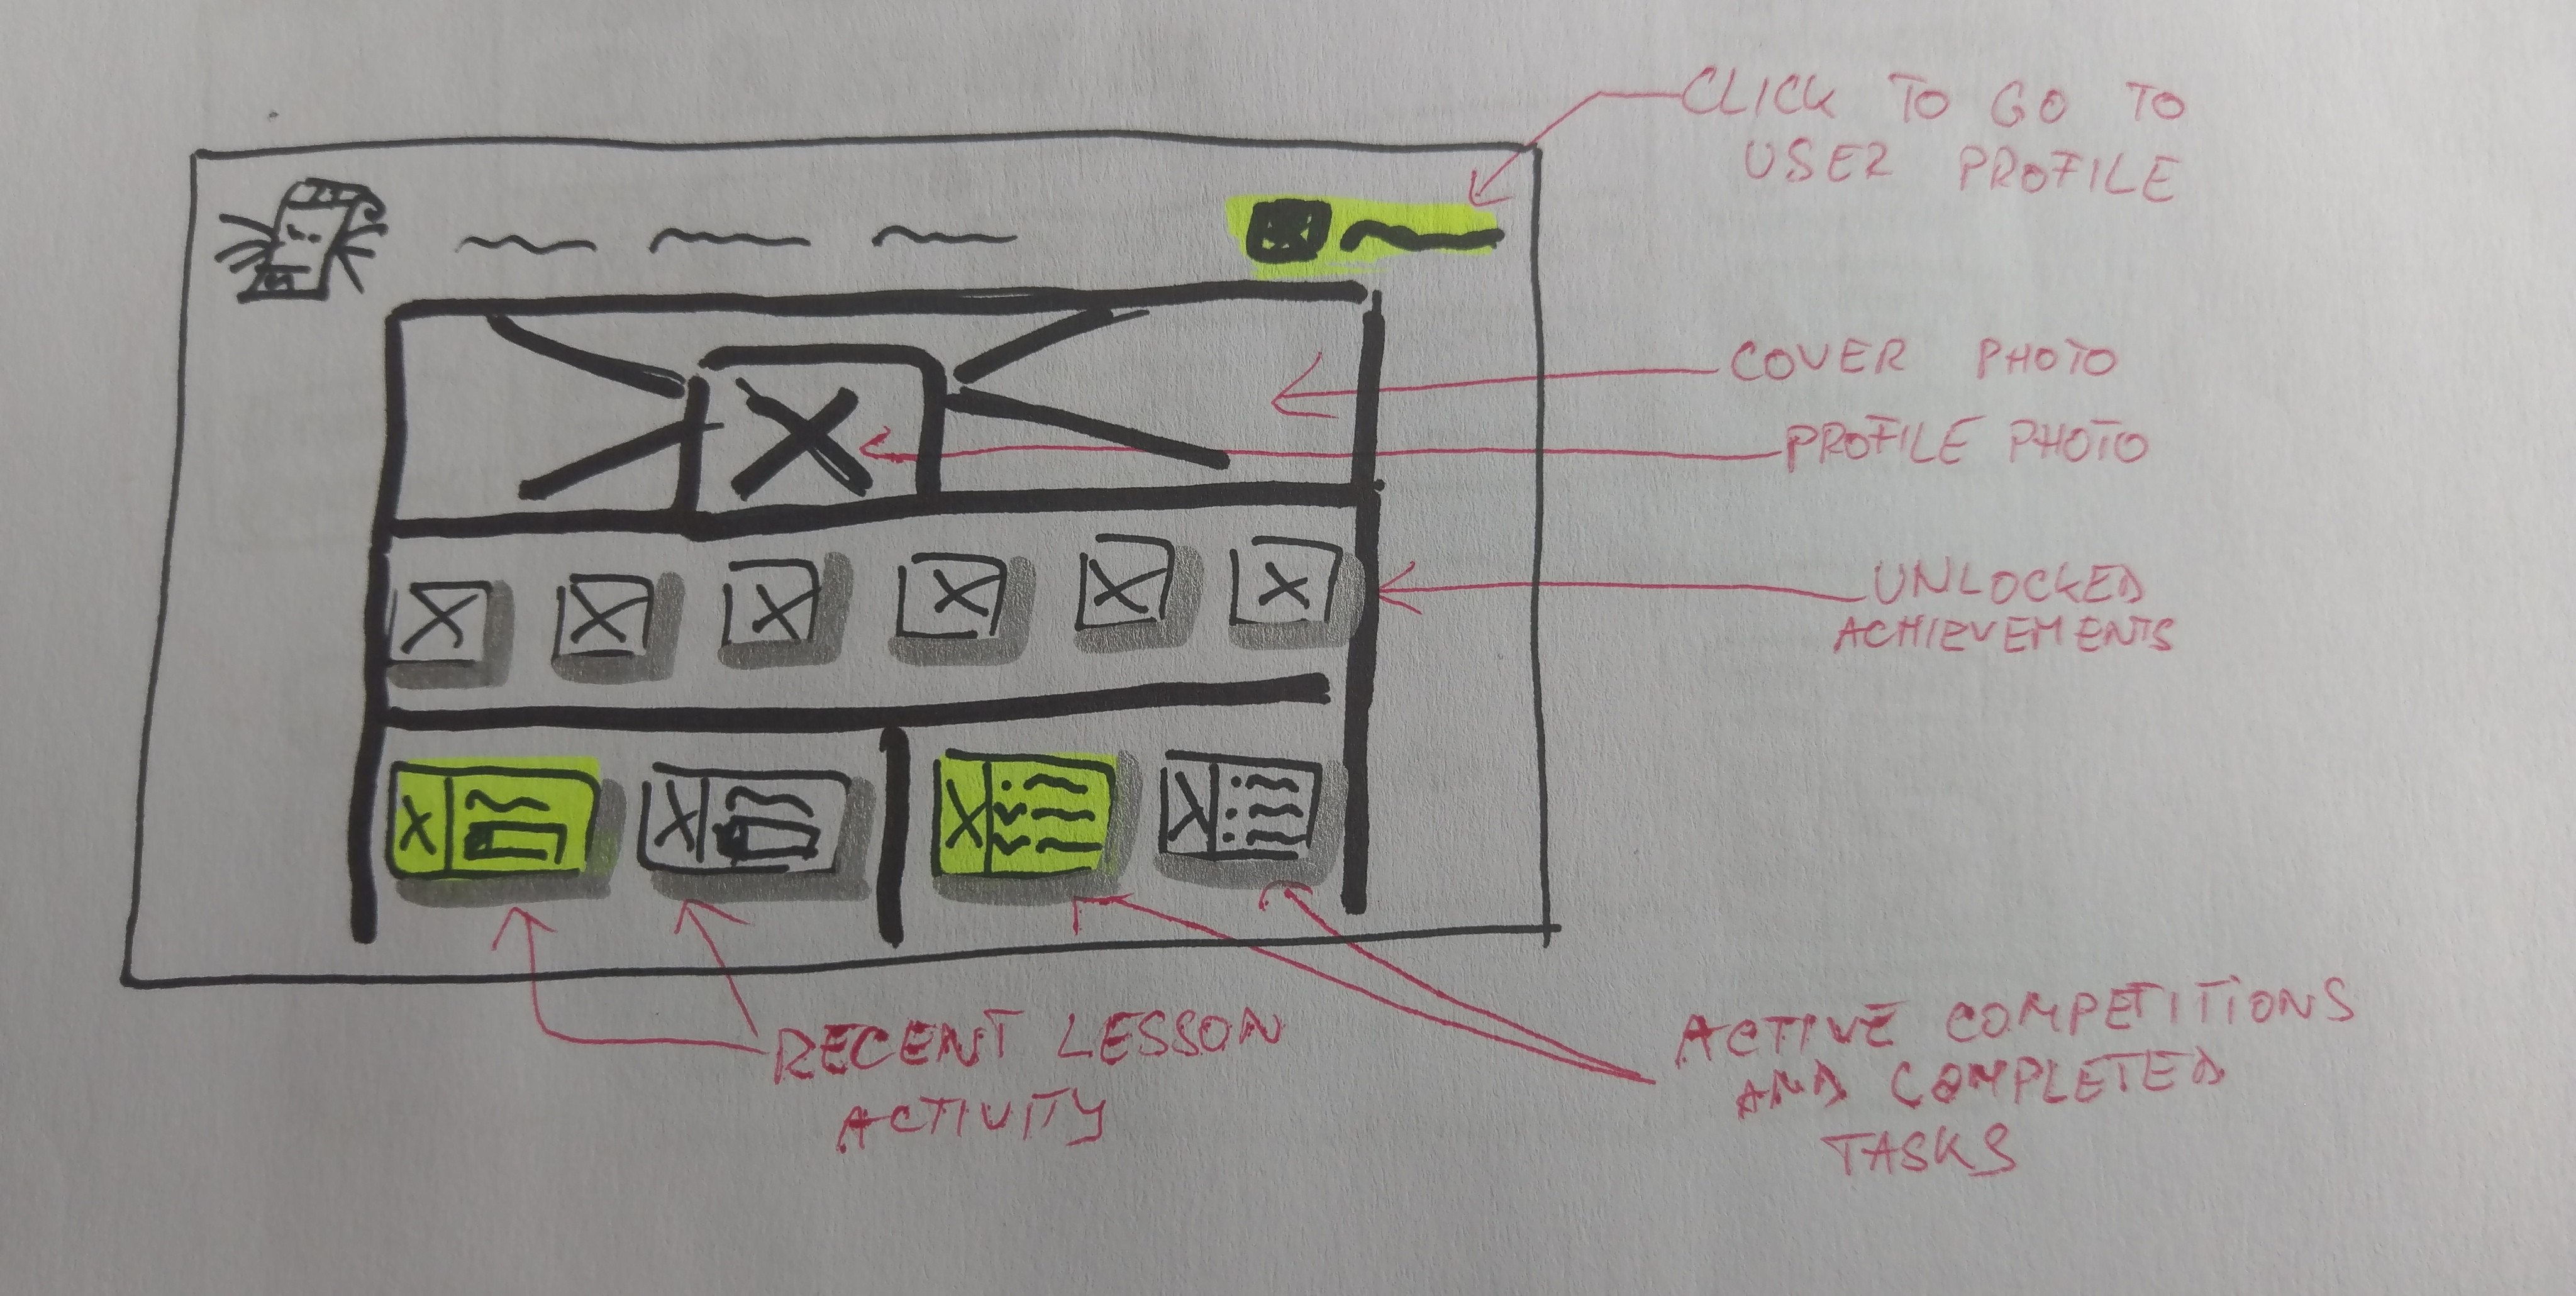 CLICK TO GO TO
USER PROFILE
COVER PHOTO
PROFILE PHOTO
UNLOCKED
ACHIEVEMENTS
RECENT LESSON
ACTIVITY
ACTIVE COMPETITIONS
AND COMPLETED
TASKS